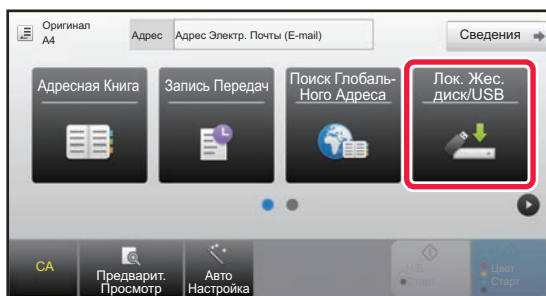 Оригинал
A4
Адрес
Адрес Электр. Почты (E-mail)
Сведения
Адресная Книга
Запись Передач
Поиск Глобаль-
Ного Адреса
Лок. Жес.
диск/USB
CA
Предварит.
Просмотр
Авто
Настройка
Ч/Б
Старт
Цвет
Старт